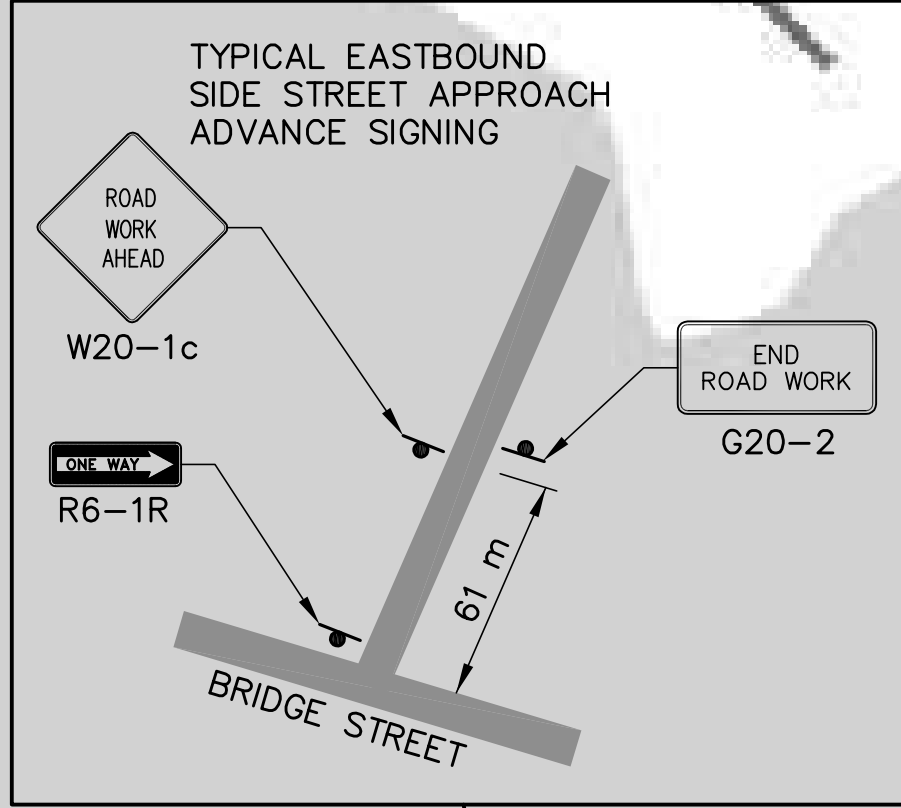 TYPICAL EASTBOUND
SIDE STREET APPROACH
ADVANCE SIGNING
ROAD
WORK
AHEAD
W20-1c
END
ROAD WORK
G20-2
ONE WAY
R6-1R
61 m
BRIDGE STREET